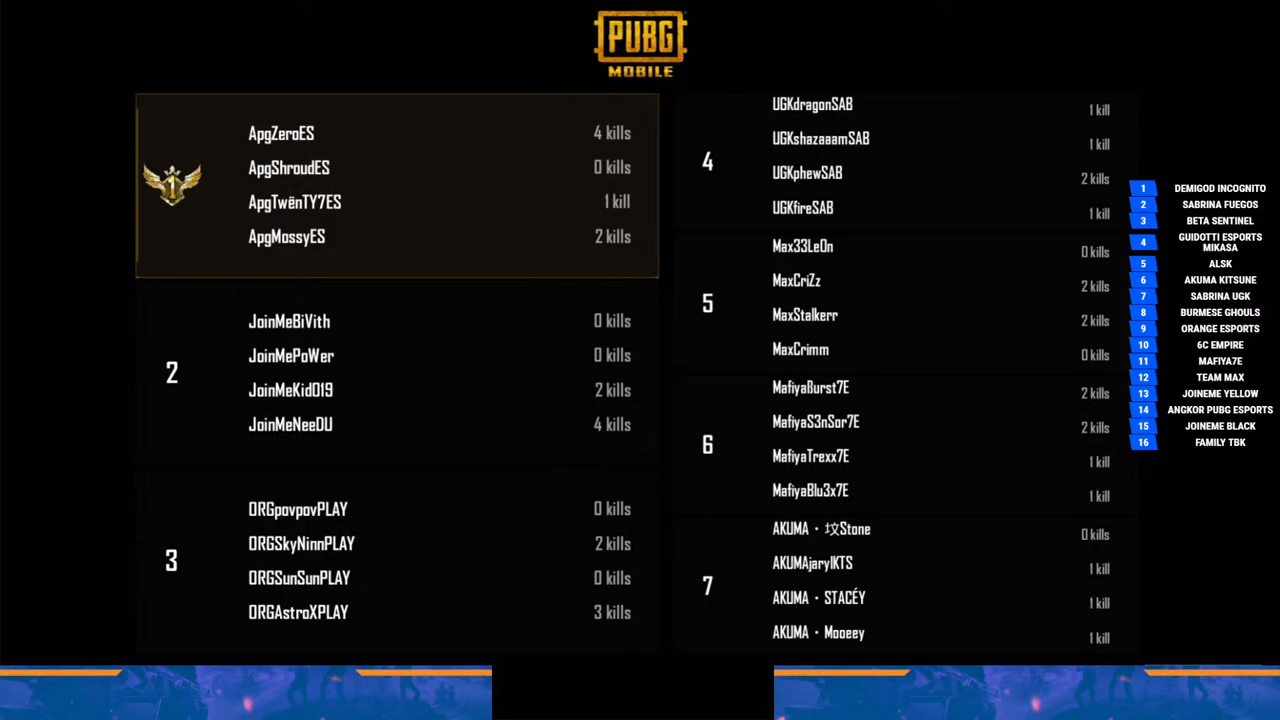 PUBG
MOBILE
1
ApgZeroES 4 kills
ApgShroudES 0 kills
ApgTwënTY7ES 1 kill
ApgMossyES 2 kills
2
JoinMeBiVith 0 kills
JoinMePoWer 0 kills
JoinMeKid019 2 kills
JoinMeNeeDU 4 kills
3
ORGpovpovPLAY 0 kills
ORGSkyNinnPLAY 2 kills
ORGSunSunPLAY 0 kills
ORGAstroXPLAY 3 kills
4
UGKdragonSAB 1 kill
UGKshazaaamSAB 1 kill
UGKphewSAB 2 kills
UGKfireSAB 1 kill
5
Max33Le0n 0 kills
MaxCriZz 2 kills
MaxStalkerr 2 kills
MaxCrimm 0 kills
6
MafiyaBurst7E 2 kills
MafiyaS3nSor7E 2 kills
MafiyaTrexx7E 1 kill
MafiyaBlu3x7E 1 kill
7
AKUMA・坟Stone 0 kills
AKUMAjarylKTS 1 kill
AKUMA・STACÉY 1 kill
AKUMA・Mooeey 1 kill
1 DEMIGOD INCOGNITO
2 SABRINA FUEGOS
3 BETA SENTINEL
4 GUIDOTTI ESPORTS
MIKASA
5 ALSK
6 AKUMA KITSUNE
7 SABRINA UGK
8 BURMESE GHOULS
9 ORANGE ESPORTS
10 6C EMPIRE
11 MAFIYA7E
12 TEAM MAX
13 JOINEME YELLOW
14 ANGKOR PUBG ESPORTS
15 JOINEME BLACK
16 FAMILY TBK